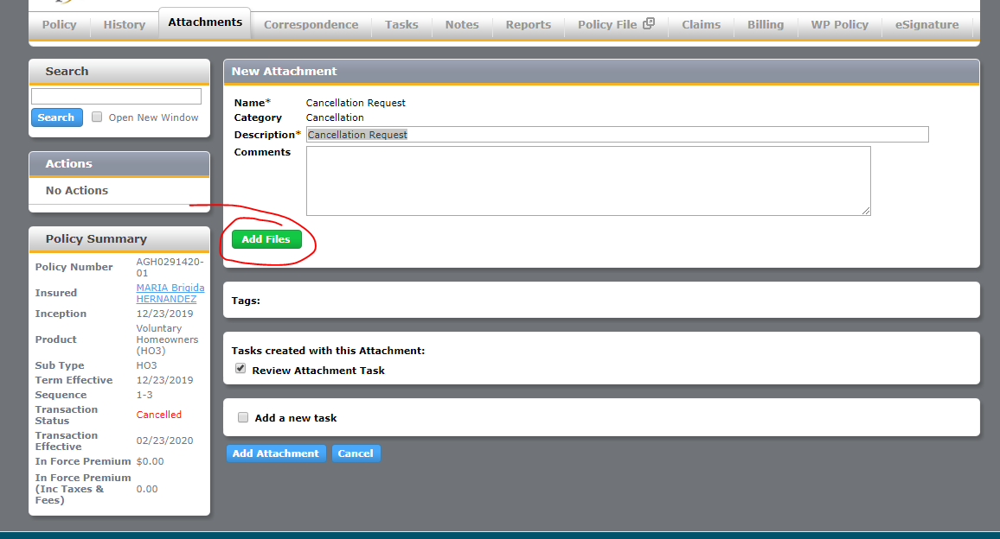 Policy History Attachments Correspondence Tasks Notes Reports Policy File Claims Billing WP Policy eSignature
Search
Search Open New Window
Actions
No Actions
Policy Summary
Policy Number AGH0291420-
01
Insured MARIA Brigida
HERNANDEZ
Inception 12/23/2019
Product Voluntary
Homeowners
(HO3)
Sub Type HO3
Term Effective 12/23/2019
Sequence 1-3
Transaction
Status Cancelled
Transaction
Effective 02/23/2020
In Force Premium $0.00
In Force Premium
(Inc Taxes & 0.00
Fees)
New Attachment
Name* Cancellation Request
Category Cancellation
Description* Cancellation Request
Comments
Add Files
Tags:
Tasks created with this Attachment:
Review Attachment Task
Add a new task
Add Attachment Cancel